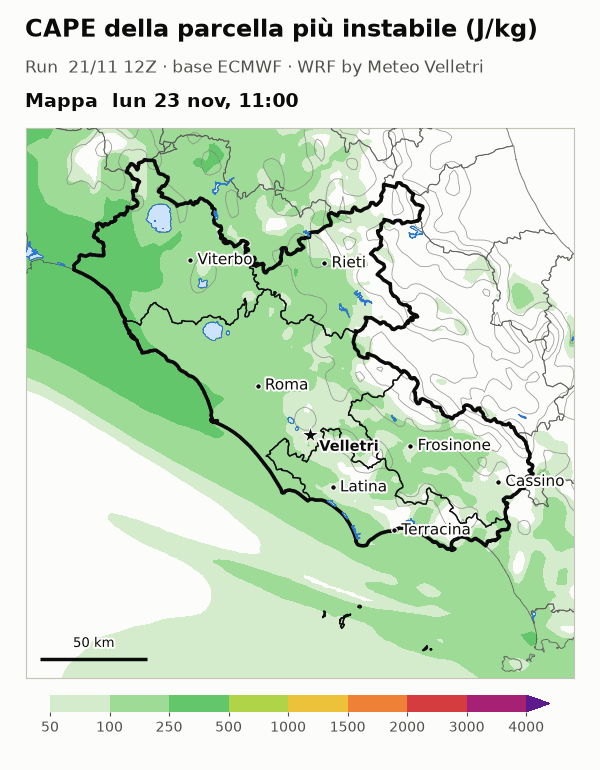 CAPE della parcella più instabile (J/kg)
Run  21/11 12Z · base ECMWF · WRF by Meteo Velletri
Mappa  lun 23 nov, 11:00
Viterbo
Rieti
Roma
Velletri
Frosinone
Cassino
Latina
Terracina
50 km
50 100 250 500 1000 1500 2000 3000 4000